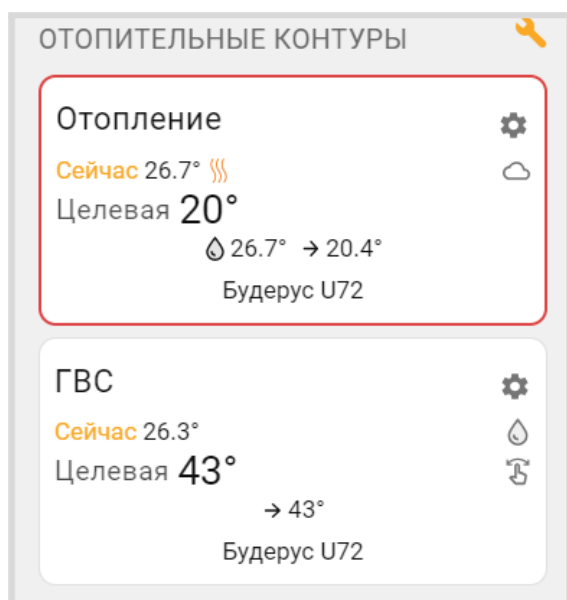 ОТОПИТЕЛЬНЫЕ КОНТУРЫ
Отопление
Сейчас 26.7°
Целевая 20°
26.7° → 20.4°
Будерус U72
ГВС
Сейчас 26.3°
Целевая 43°
→ 43°
Будерус U72